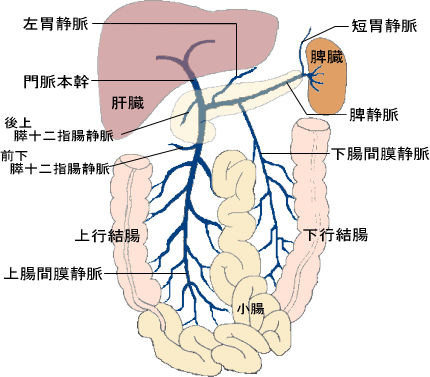 左胃静脈
短胃静脈
脾臓
門脈本幹
肝臓
脾静脈
後上
膵十二指腸静脈
前下
膵十二指腸静脈
下腸間膜静脈
上行結腸
下行結腸
上腸間膜静脈
小腸